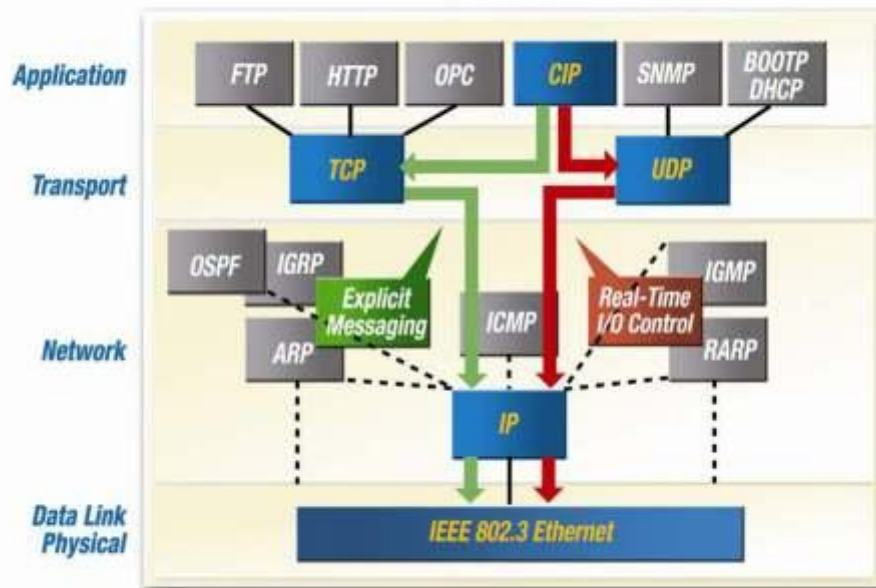 Application
FTP
HTTP
OPC
CIP
SNMP
BOOTP
DHCP
Transport
TCP
UDP
Network
OSPF
IGRP
Explicit
Messaging
ICMP
Real-Time
I/O Control
IGMP
ARP
RARP
IP
Data Link
Physical
IEEE 802.3 Ethernet